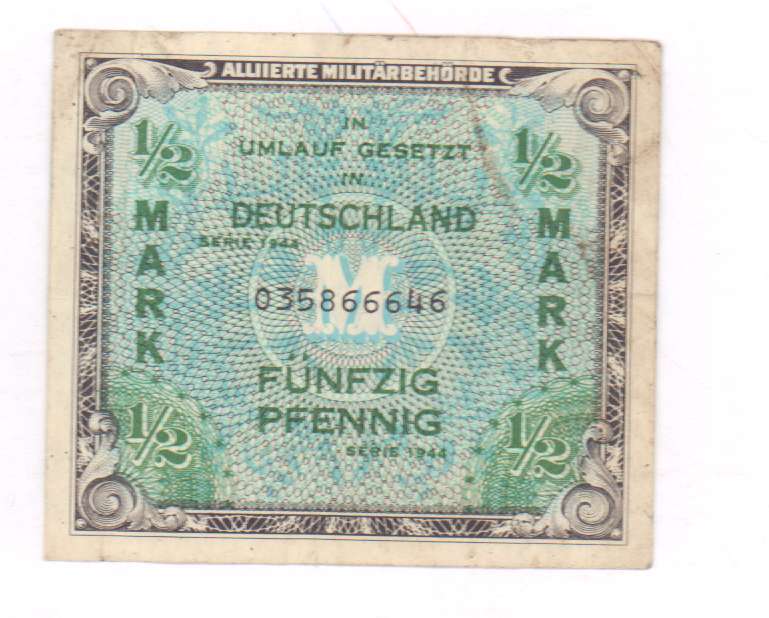 ALLIIERTE MILITÄRBEHÖRDE
1/2 1/2
IN
UMLAUF GESETZT
IN
DEUTSCHLAND
SERIE 1944
MARK MARK
M
035866646
FÜNFZIG
PFENNIG
SERIE 1944
1/2 1/2